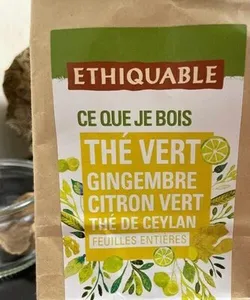 ETHIQUABLE
CE QUE JE BOIS
THÉ VERT
GINGEMBRE
CITRON VERT
THÉ DE CEYLAN
FEUILLES ENTIÈRES